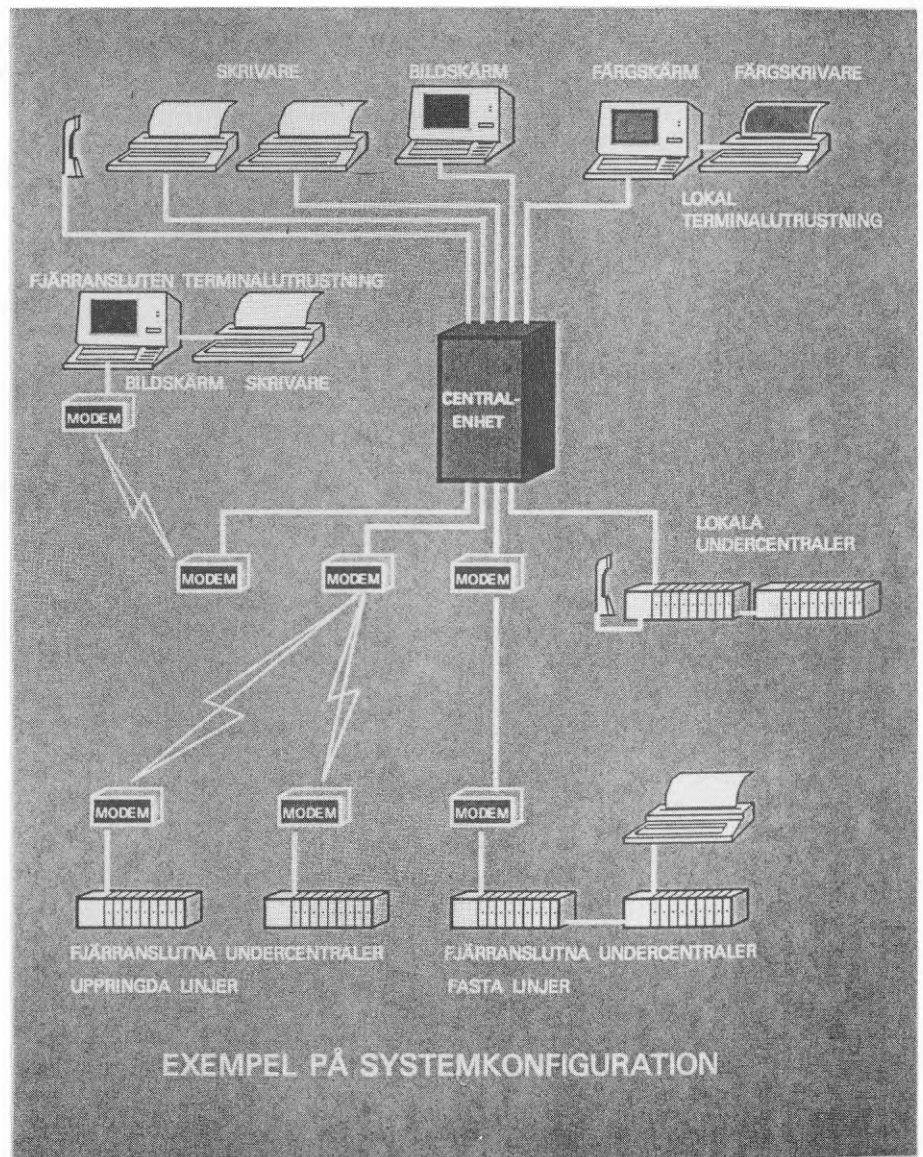 SKRIVARE
BILDSKÄRM
FÄRGSKÄRM
FÄRGSKRIVARE
LOKAL
TERMINALUTRUSTNING
FJÄRRANSLUTEN TERMINALUTRUSTNING
BILDSKÄRM SKRIVARE
MODEM
CENTRAL-
ENHET
LOKALA
UNDERCENTRALER
MODEM
MODEM
MODEM
MODEM
MODEM
MODEM
FJÄRRANSLUTNA UNDERCENTRALER
UPPRINGDA LINJER
FJÄRRANSLUTNA UNDERCENTRALER
FASTA LINJER
EXEMPEL PÅ SYSTEMKONFIGURATION